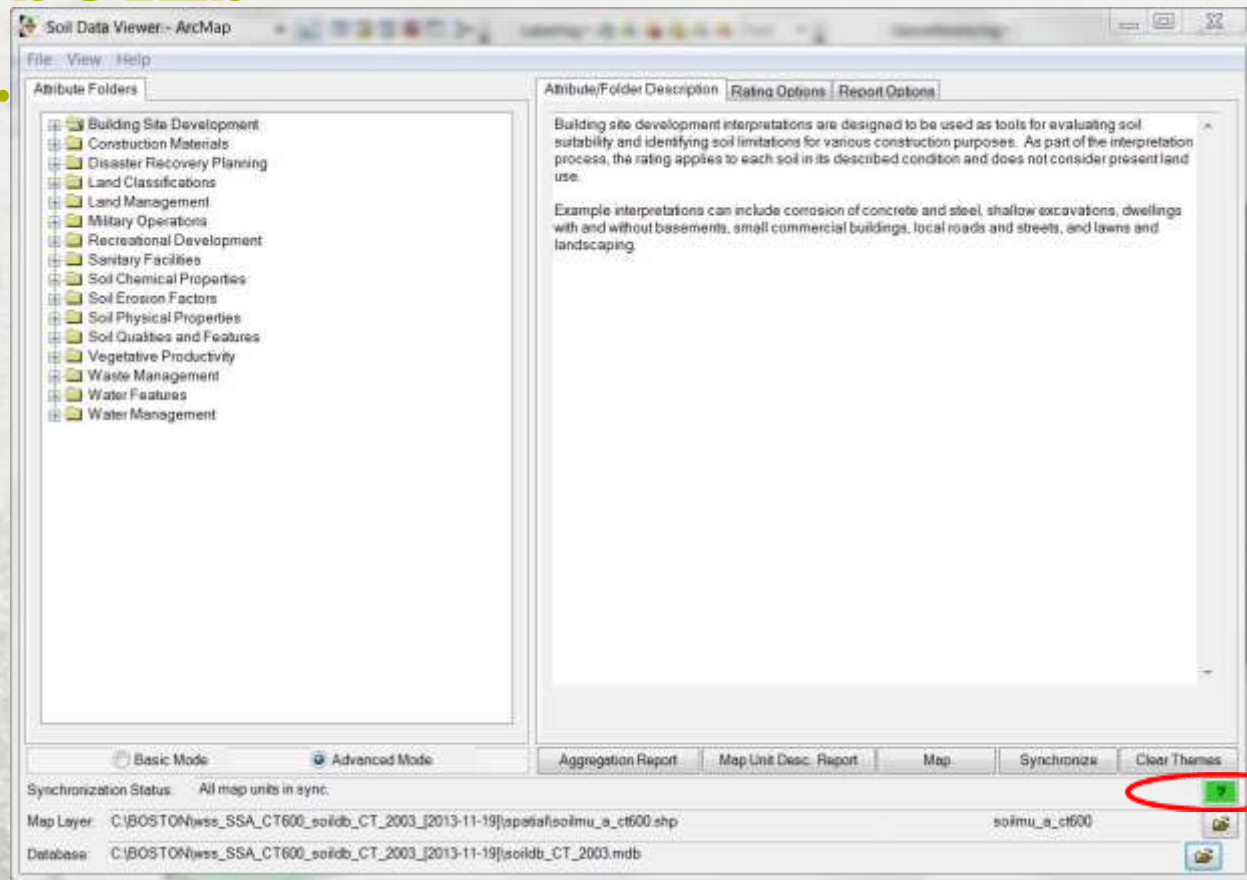 Soil Data Viewer - ArcMap
File View Help
Attribute Folders
Building Site Development
Construction Materials
Disaster Recovery Planning
Land Classifications
Land Management
Military Operations
Recreational Development
Sanitary Facilities
Soil Chemical Properties
Soil Erosion Factors
Soil Physical Properties
Soil Qualities and Features
Vegetative Productivity
Waste Management
Water Features
Water Management
Attribute/Folder Description Rating Options Report Options
Building site development interpretations are designed to be used as tools for evaluating soil
suitability and identifying soil limitations for various construction purposes. As part of the interpretation
process, the rating applies to each soil in its described condition and does not consider present land
use.
Example interpretations can include corrosion of concrete and steel, shallow excavations, dwellings
with and without basements, small commercial buildings, local roads and streets, and lawns and
landscaping.
Basic Mode Advanced Mode
Aggregation Report Map Unit Desc. Report Map Synchronize Clear Themes
Synchronization Status: All map units in sync. ?
Map Layer: C:\BOSTON\wss_SSA_CT600_soildb_CT_2003_[2013-11-19]\spatial\soilmu_a_ct600.shp soilmu_a_ct600
Database: C:\BOSTON\wss_SSA_CT600_soildb_CT_2003_[2013-11-19]\soildb_CT_2003.mdb